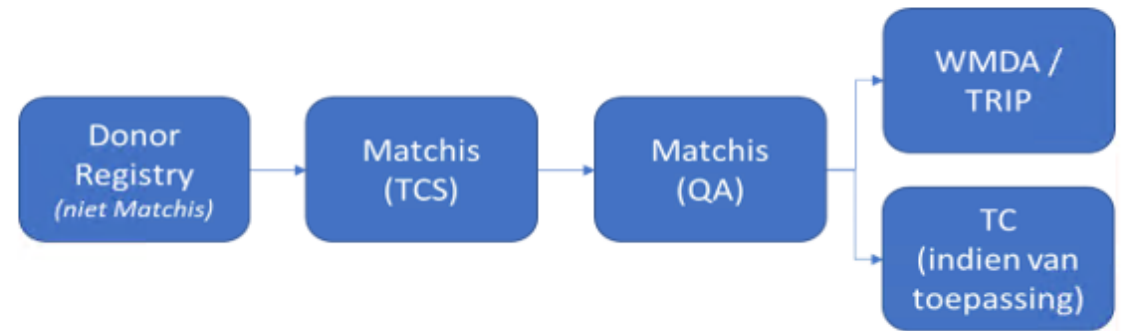 Donor
Registry
(niet Matchis)
Matchis
(TCS)
Matchis
(QA)
WMDA /
TRIP
TC
(indien van
toepassing)